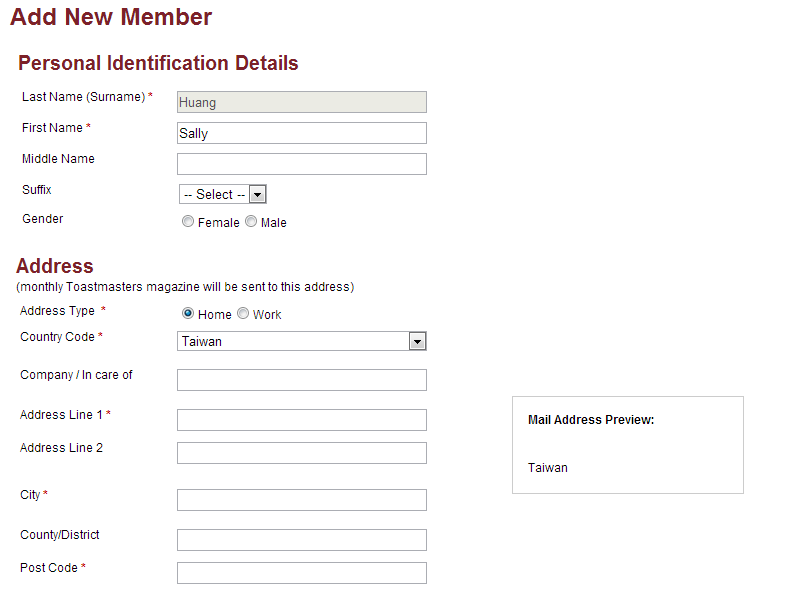 Add New Member
Personal Identification Details
Last Name (Surname) * Huang
First Name * Sally
Middle Name
Suffix -- Select --
Gender Female Male
Address
(monthly Toastmasters magazine will be sent to this address)
Address Type * Home Work
Country Code * Taiwan
Company / In care of
Address Line 1 *
Mail Address Preview:
Address Line 2
Taiwan
City *
County/District
Post Code *